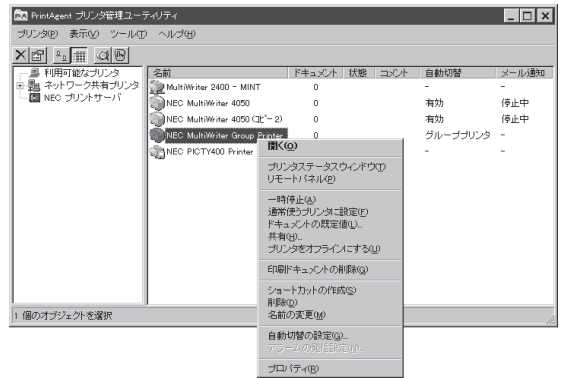 PrintAgent プリンタ管理ユーティリティ
プリンタ(P) 表示(V) ツール(T) ヘルプ(H)
利用可能なプリンタ
ネットワーク共有プリンタ
NEC プリントサーバ
名前 ドキュメント 状態 コメント 自動切替 メール通知
MultiWriter 2400 - MINT 0 - -
NEC MultiWriter 4050 0 有効 停止中
NEC MultiWriter 4050 (コピー 2) 0 有効 停止中
NEC MultiWriter Group Printer 0 グループプリンタ -
NEC PICTY400 Printer - -
開く(O)
プリンタステータスウィンドウ(T)
リモートパネル(P)
一時停止(A)
通常使うプリンタに設定(F)
ドキュメントの既定値(L)...
共有(H)...
プリンタをオフラインにする(U)
印刷ドキュメントの削除(G)
ショートカットの作成(S)
削除(D)
名前の変更(M)
自動切替の設定(G)...
アラームの発信設定(N)...
プロパティ(R)
1 個のオブジェクトを選択